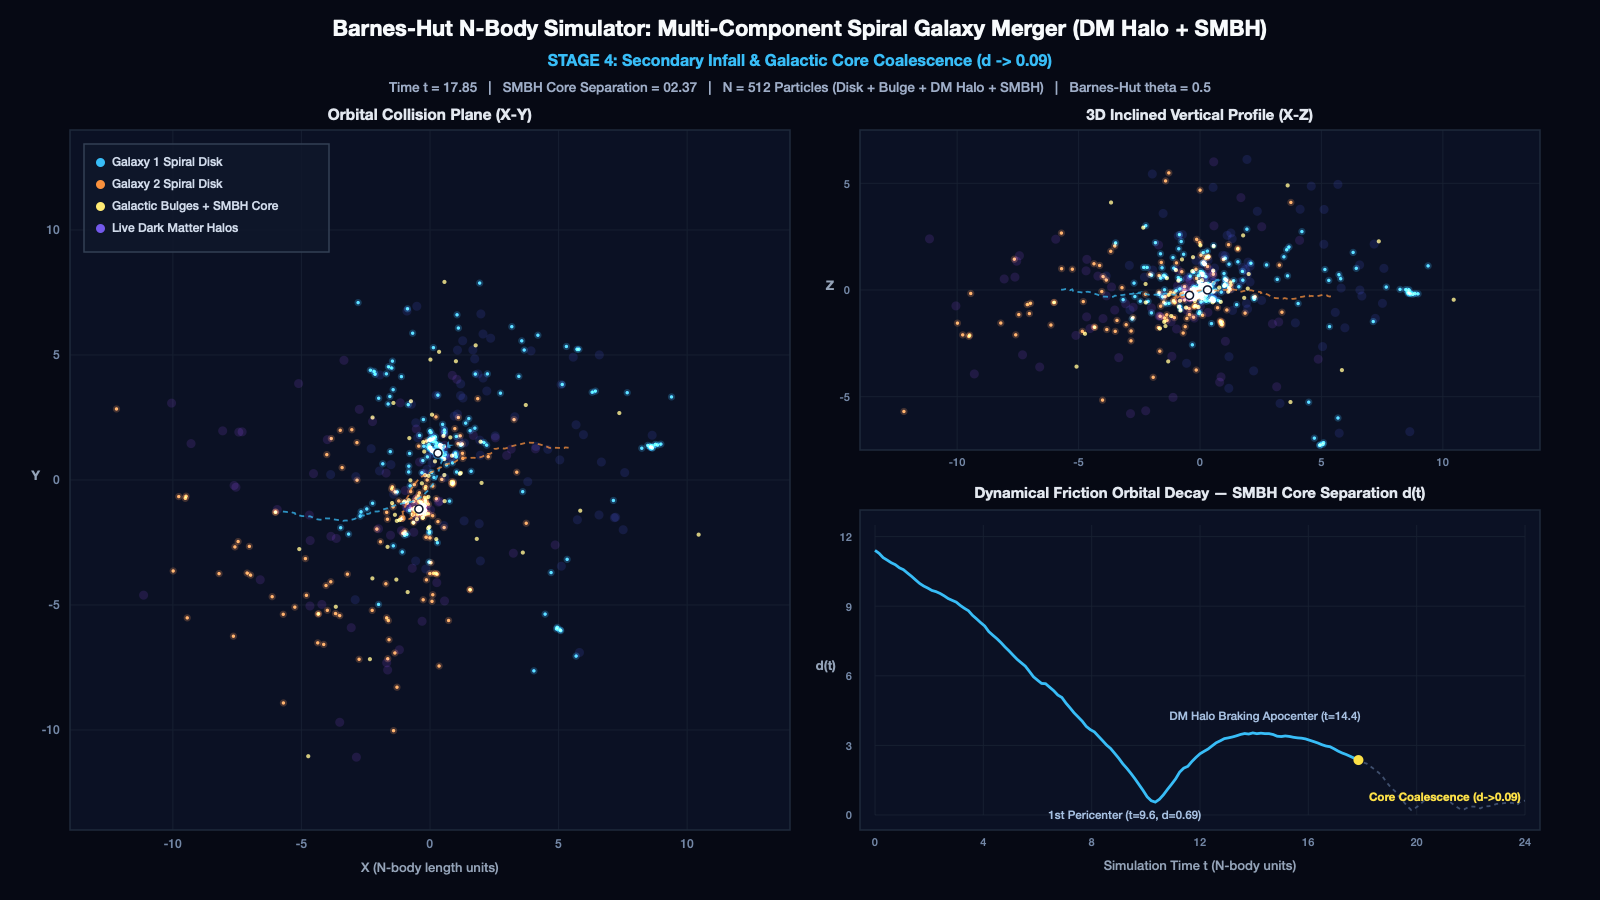 Barnes-Hut N-Body Simulator: Multi-Component Spiral Galaxy Merger (DM Halo + SMBH)
STAGE 4: Secondary Infall & Galactic Core Coalescence (d -> 0.09)
Time t = 17.85 | SMBH Core Separation = 02.37 | N = 512 Particles (Disk + Bulge + DM Halo + SMBH) | Barnes-Hut theta = 0.5
Orbital Collision Plane (X-Y)
Galaxy 1 Spiral Disk
Galaxy 2 Spiral Disk
Galactic Bulges + SMBH Core
Live Dark Matter Halos
10
5
0
-5
-10
Y
-10 -5 0 5 10
X (N-body length units)
3D Inclined Vertical Profile (X-Z)
5
0
-5
Z
-10 -5 0 5 10
Dynamical Friction Orbital Decay — SMBH Core Separation d(t)
12
9
6
3
0
d(t)
DM Halo Braking Apocenter (t=14.4)
Core Coalescence (d->0.09)
1st Pericenter (t=9.6, d=0.69)
0 4 8 12 16 20 24
Simulation Time t (N-body units)